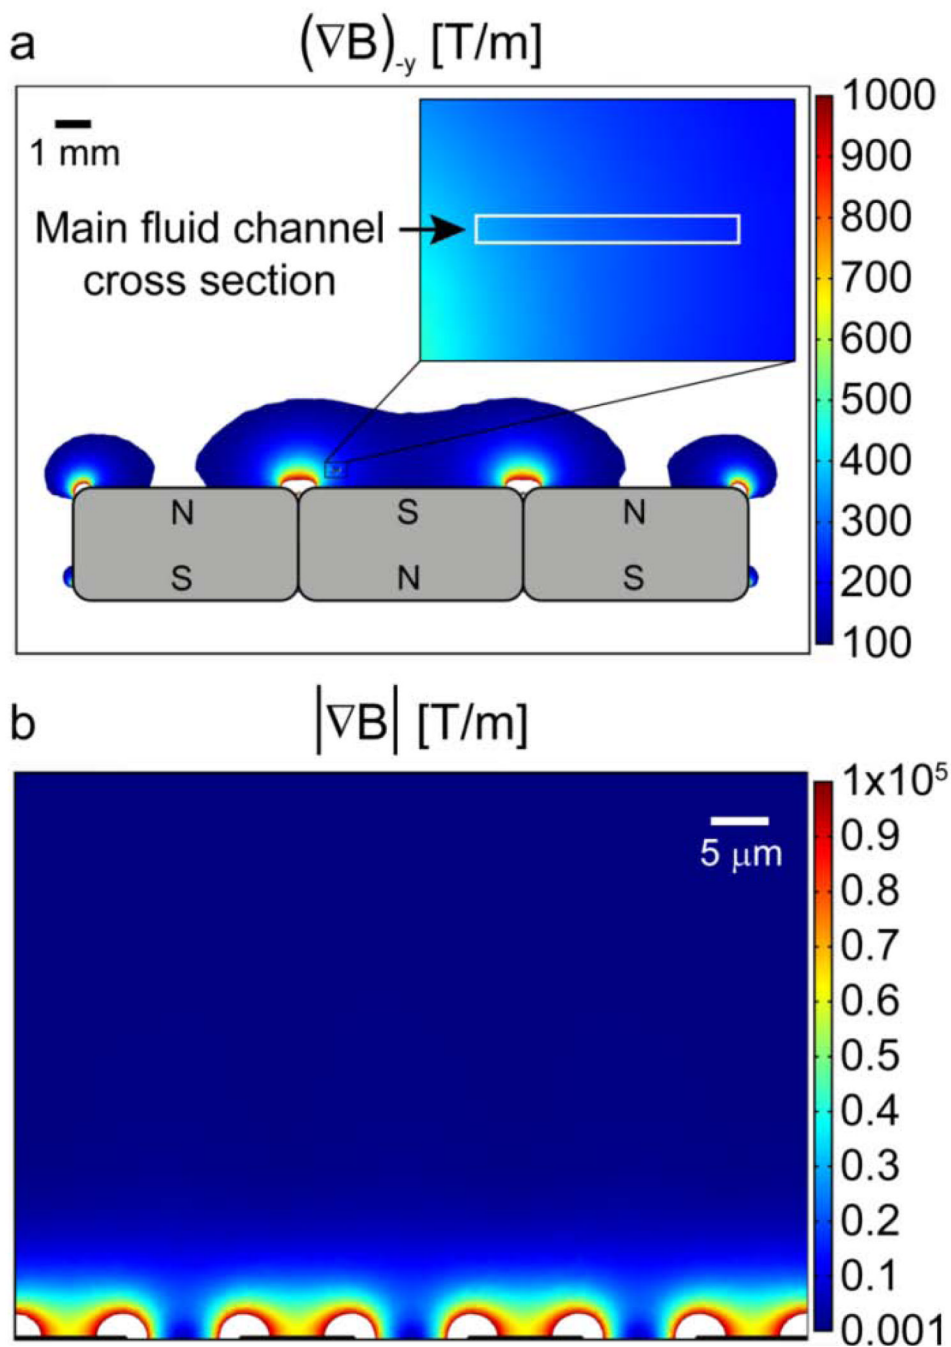 a
(∇B)-y [T/m]
1 mm
Main fluid channel
cross section
N
S
N
S
N
S
1000
900
800
700
600
500
400
300
200
100
b
|∇B| [T/m]
5 μm
1x10⁵
0.9
0.8
0.7
0.6
0.5
0.4
0.3
0.2
0.1
0.001